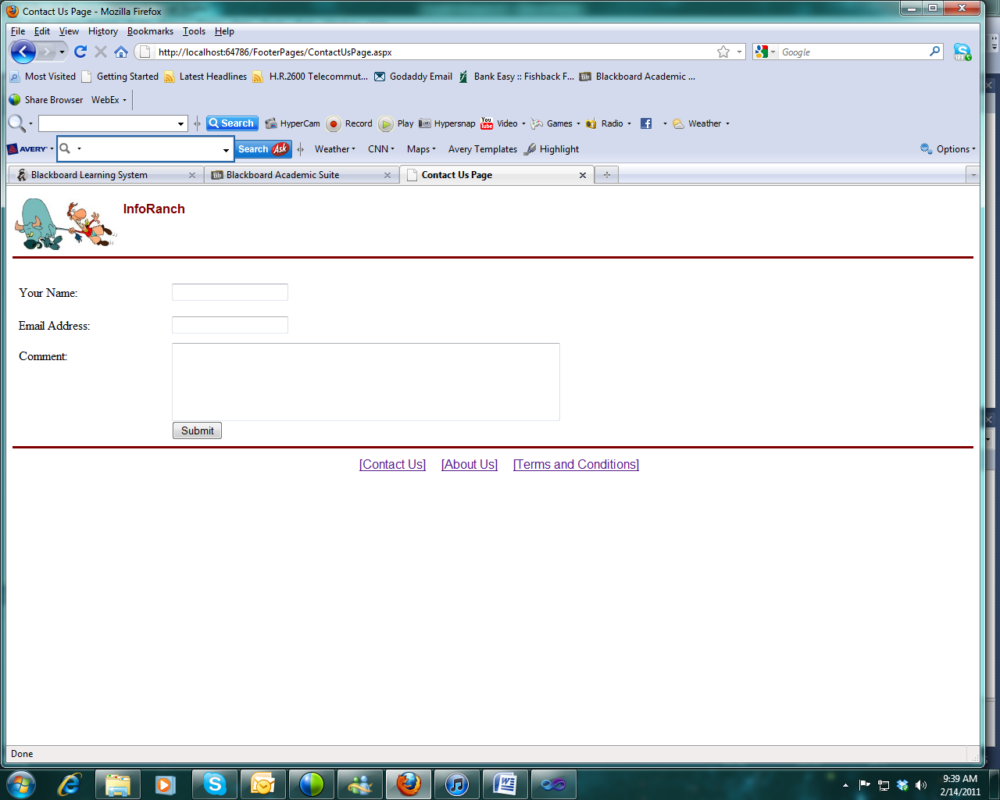 Contact Us Page - Mozilla Firefox
File Edit View History Bookmarks Tools Help
http://localhost:64786/FooterPages/ContactUsPage.aspx Google
Most Visited Getting Started Latest Headlines H.R.2600 Telecommut... Godaddy Email Bank Easy :: Fishback F... Bb Blackboard Academic ...
Share Browser WebEx
Search HyperCam Record Play Hypersnap You Tube Video Games Radio Weather
AVERY Search Ask Weather CNN Maps Avery Templates Highlight Options
Blackboard Learning System Bb Blackboard Academic Suite Contact Us Page
InfoRanch
Your Name:
Email Address:
Comment:
Submit
[Contact Us] [About Us] [Terms and Conditions]
Done
9:39 AM
2/14/2011